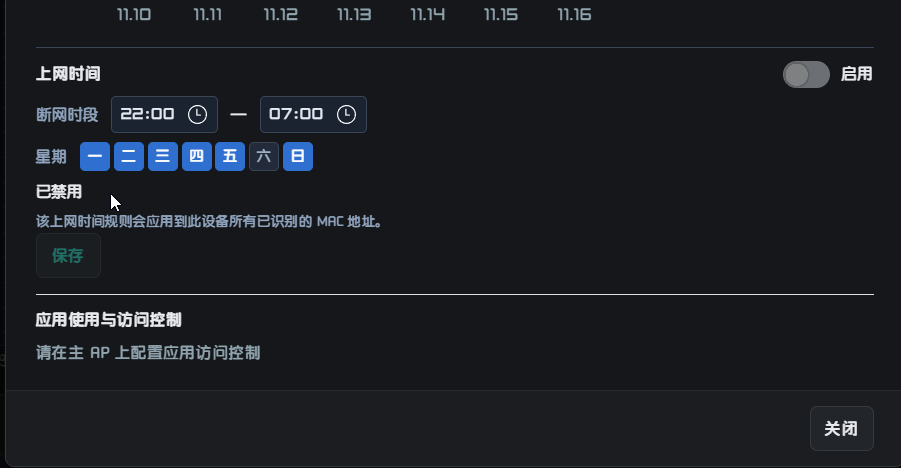 11.10 11.11 11.12 11.13 11.14 11.15 11.16
上网时间 启用
断网时段 22:00 — 07:00
星期 一 二 三 四 五 六 日
已禁用
该上网时间规则会应用到此设备所有已识别的 MAC 地址。
保存
应用使用与访问控制
请在主 AP 上配置应用访问控制
关闭